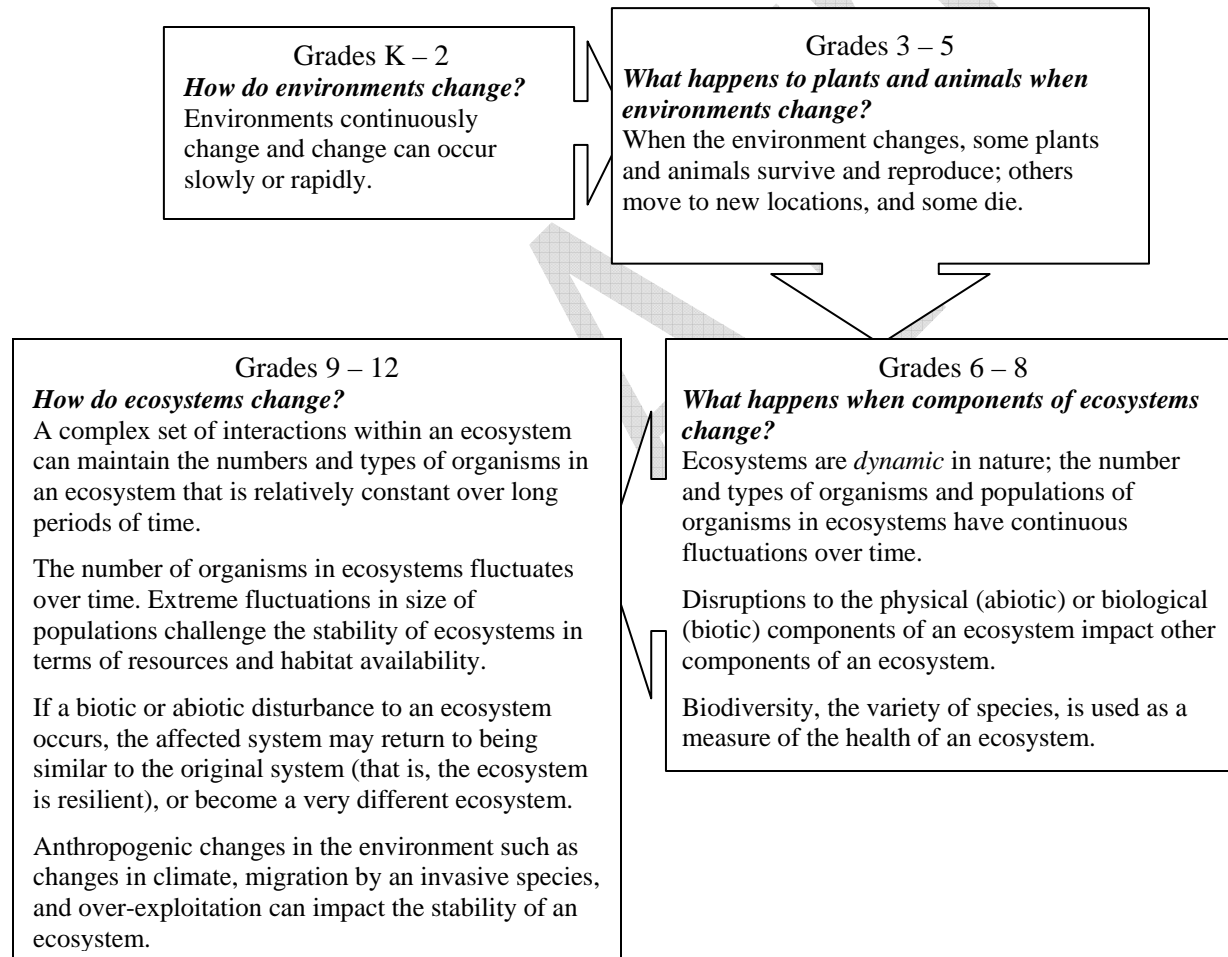 Grades K – 2
How do environments change?
Environments continuously
change and change can occur
slowly or rapidly.
Grades 3 – 5
What happens to plants and animals when
environments change?
When the environment changes, some plants
and animals survive and reproduce; others
move to new locations, and some die.
Grades 6 – 8
What happens when components of ecosystems
change?
Ecosystems are dynamic in nature; the number
and types of organisms and populations of
organisms in ecosystems have continuous
fluctuations over time.
Disruptions to the physical (abiotic) or biological
(biotic) components of an ecosystem impact other
components of an ecosystem.
Biodiversity, the variety of species, is used as a
measure of the health of an ecosystem.
Grades 9 – 12
How do ecosystems change?
A complex set of interactions within an ecosystem
can maintain the numbers and types of organisms in
an ecosystem that is relatively constant over long
periods of time.
The number of organisms in ecosystems fluctuates
over time. Extreme fluctuations in size of
populations challenge the stability of ecosystems in
terms of resources and habitat availability.
If a biotic or abiotic disturbance to an ecosystem
occurs, the affected system may return to being
similar to the original system (that is, the ecosystem
is resilient), or become a very different ecosystem.
Anthropogenic changes in the environment such as
changes in climate, migration by an invasive species,
and over-exploitation can impact the stability of an
ecosystem.